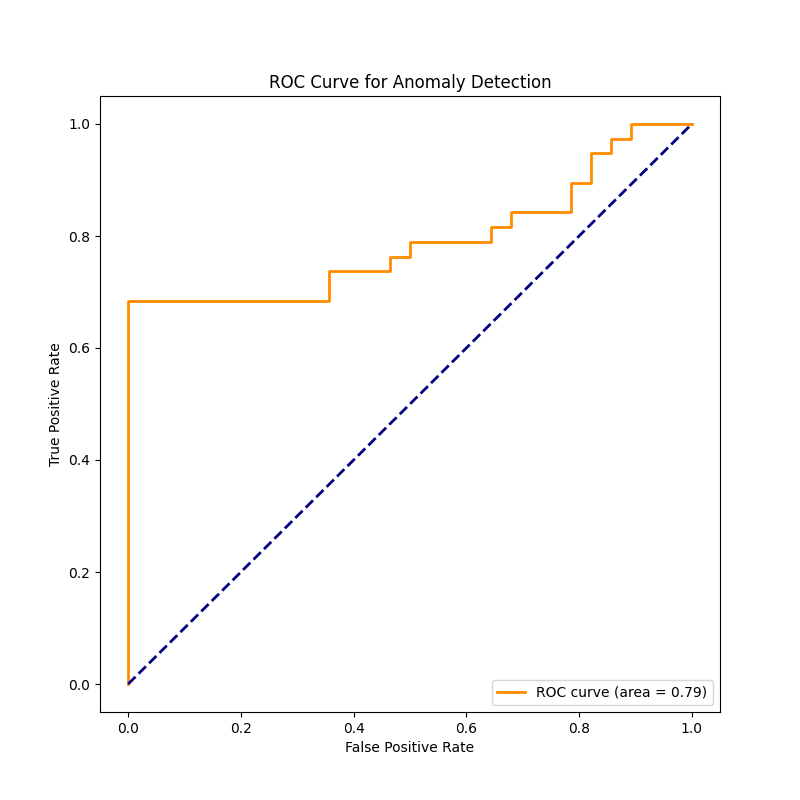 ROC Curve for Anomaly Detection
1.0
0.8
0.6
0.4
0.2
0.0
True Positive Rate
ROC curve (area = 0.79)
0.0 0.2 0.4 0.6 0.8 1.0
False Positive Rate